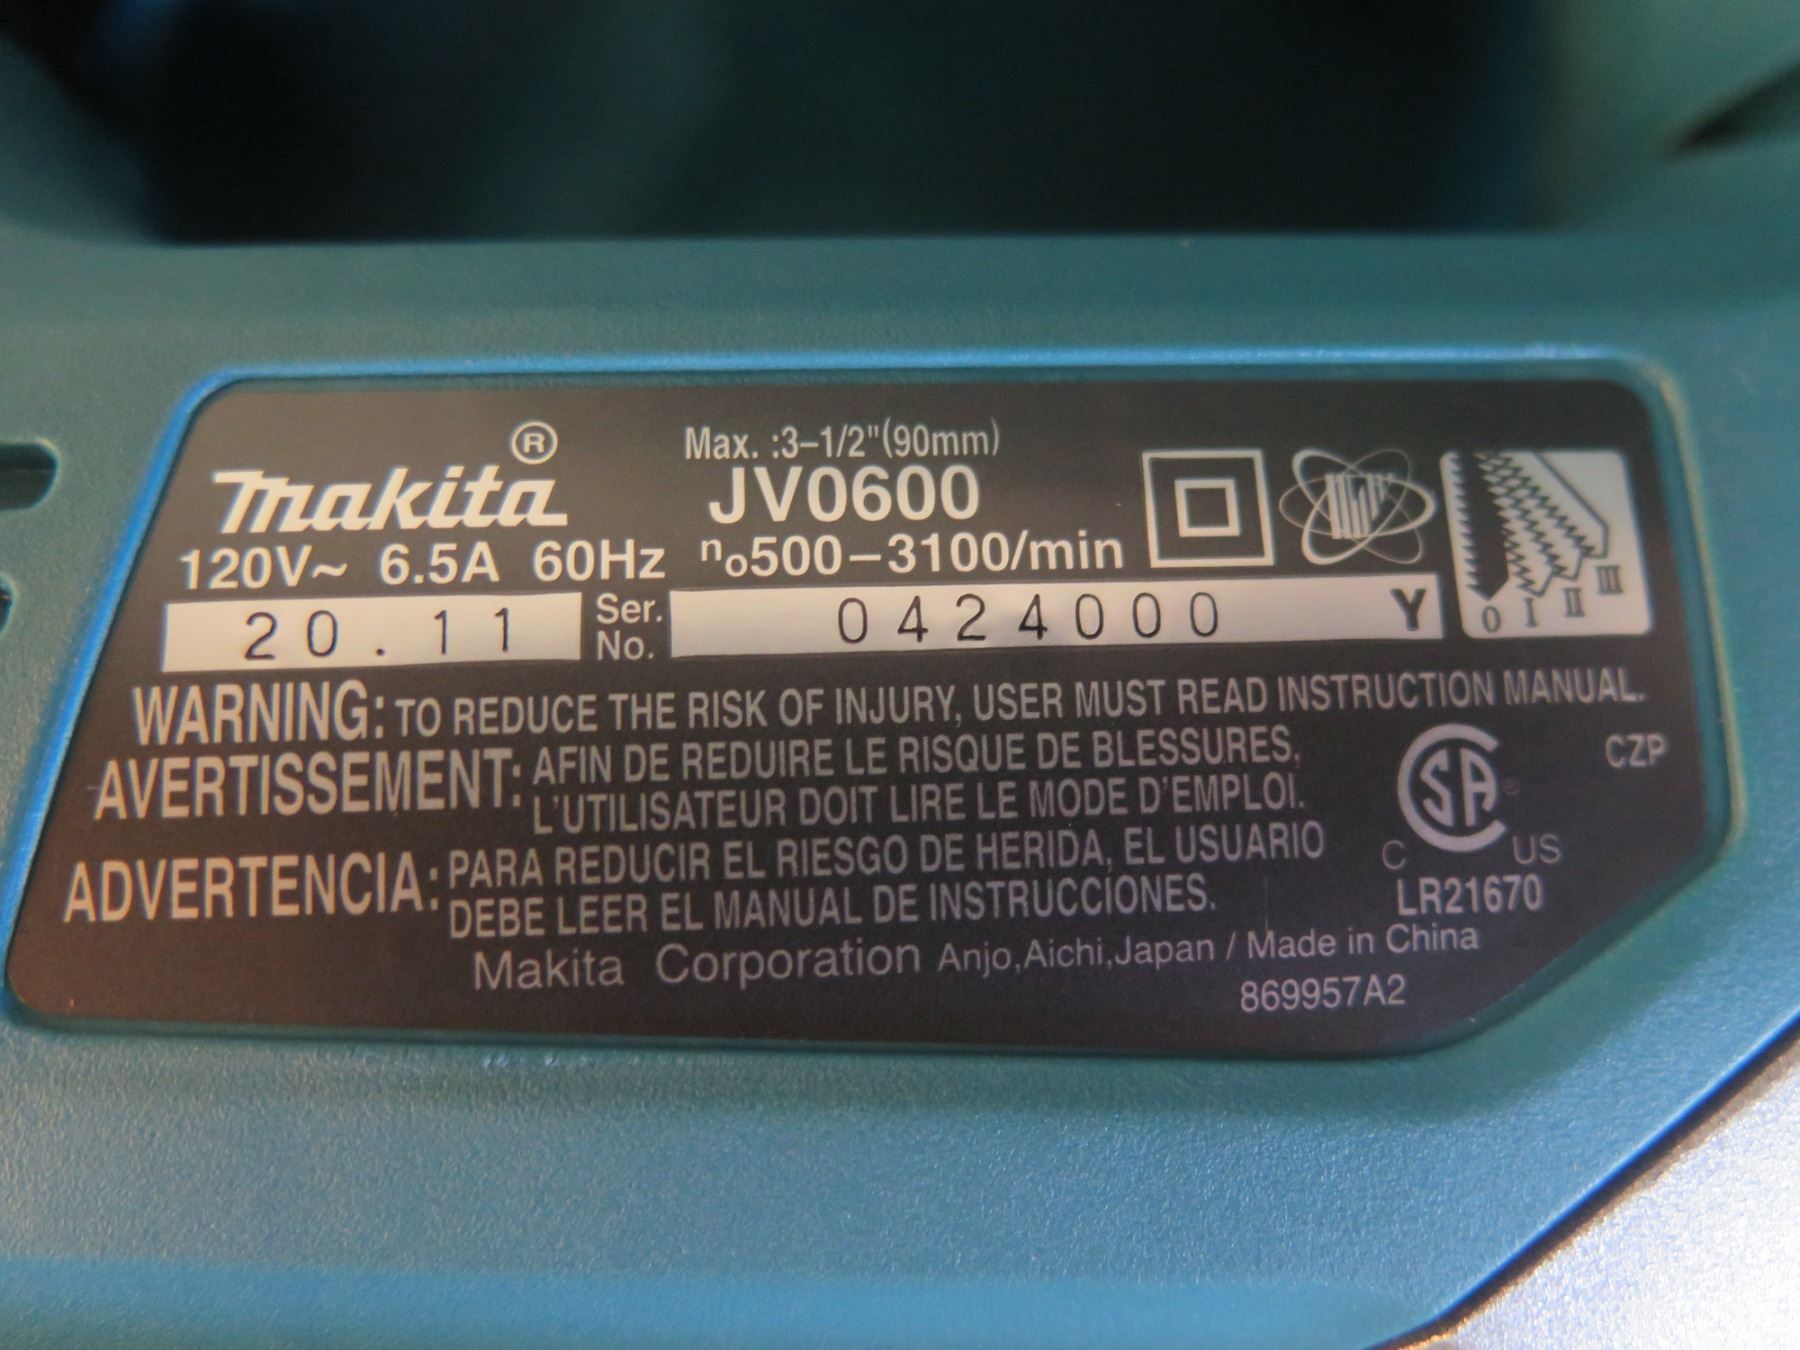 makita®
Max. :3-1/2"(90mm)
JV0600
120V~ 6.5A 60Hz no500-3100/min
20.11 Ser. No. 0424000 Y
0 I II III
WARNING: TO REDUCE THE RISK OF INJURY, USER MUST READ INSTRUCTION MANUAL.
AVERTISSEMENT: AFIN DE REDUIRE LE RISQUE DE BLESSURES,
L'UTILISATEUR DOIT LIRE LE MODE D'EMPLOI.
CZP
ADVERTENCIA: PARA REDUCIR EL RIESGO DE HERIDA, EL USUARIO
DEBE LEER EL MANUAL DE INSTRUCCIONES.
C SA US
LR21670
Makita Corporation Anjo,Aichi,Japan / Made in China
869957A2